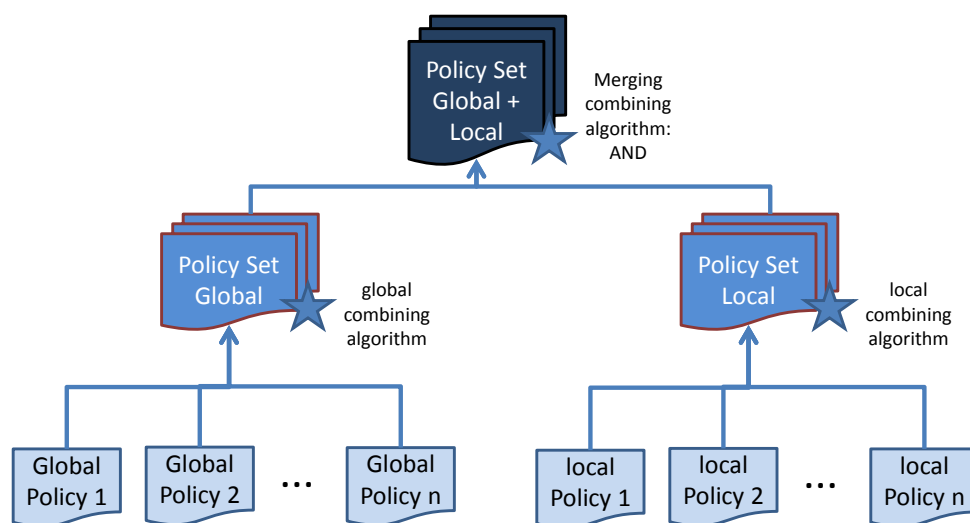 Policy Set
Global +
Local
Merging
combining
algorithm:
AND
Policy Set
Global
global
combining
algorithm
Policy Set
Local
local
combining
algorithm
Global
Policy 1
Global
Policy 2
...
Global
Policy n
local
Policy 1
local
Policy 2
...
local
Policy n